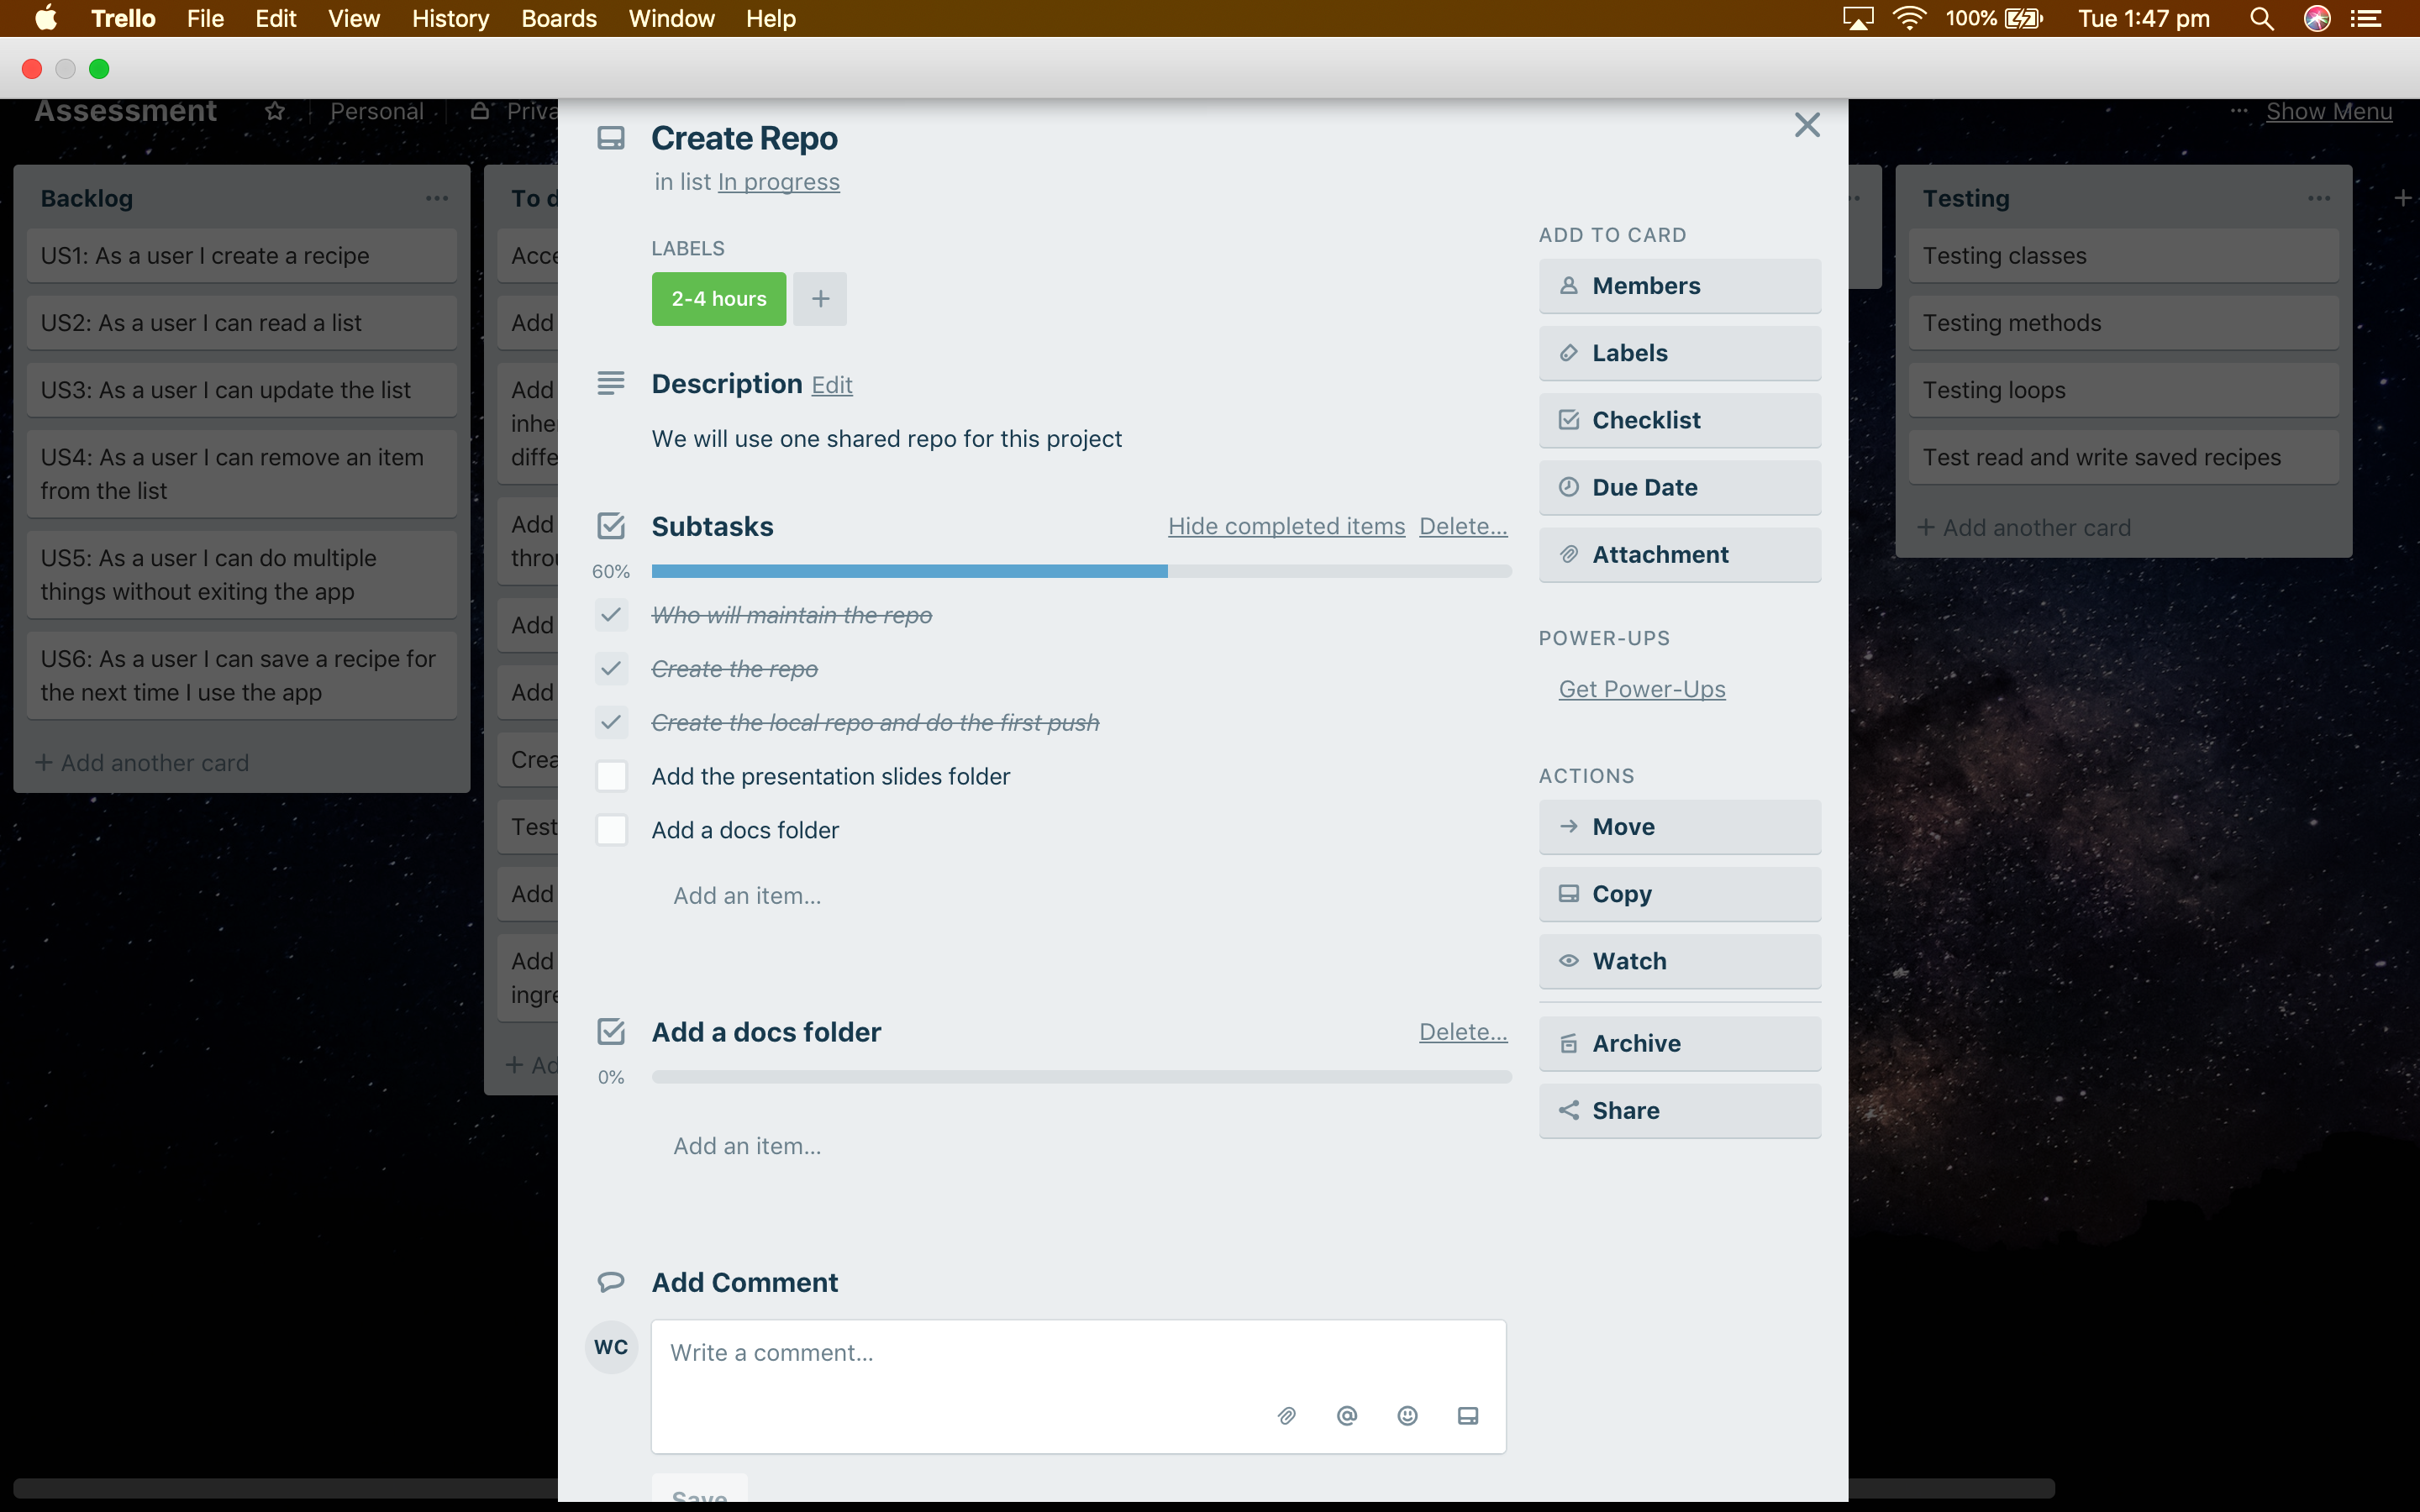 Trello File Edit View History Boards Window Help 100% Tue 1:47 pm
Assessment Personal Show Menu
Backlog
US1: As a user I create a recipe
US2: As a user I can read a list
US3: As a user I can update the list
US4: As a user I can remove an item
from the list
US5: As a user I can do multiple
things without exiting the app
US6: As a user I can save a recipe for
the next time I use the app
+ Add another card
To
Add
Add
Add
Add
Add
Add
Add
Create Repo
in list In progress
LABELS
2-4 hours
Description Edit
We will use one shared repo for this project
Subtasks Hide completed items Delete...
60%
Who will maintain the repo
Create the repo
Create the local repo and do the first push
Add the presentation slides folder
Add a docs folder
Add an item...
Add a docs folder Delete...
0%
Add an item...
Add Comment
WC
Write a comment...
Save
ADD TO CARD
Members
Labels
Checklist
Due Date
Attachment
POWER-UPS
Get Power-Ups
ACTIONS
Move
Copy
Watch
Archive
Share
Testing
Testing classes
Testing methods
Testing loops
Test read and write saved recipes
+ Add another card